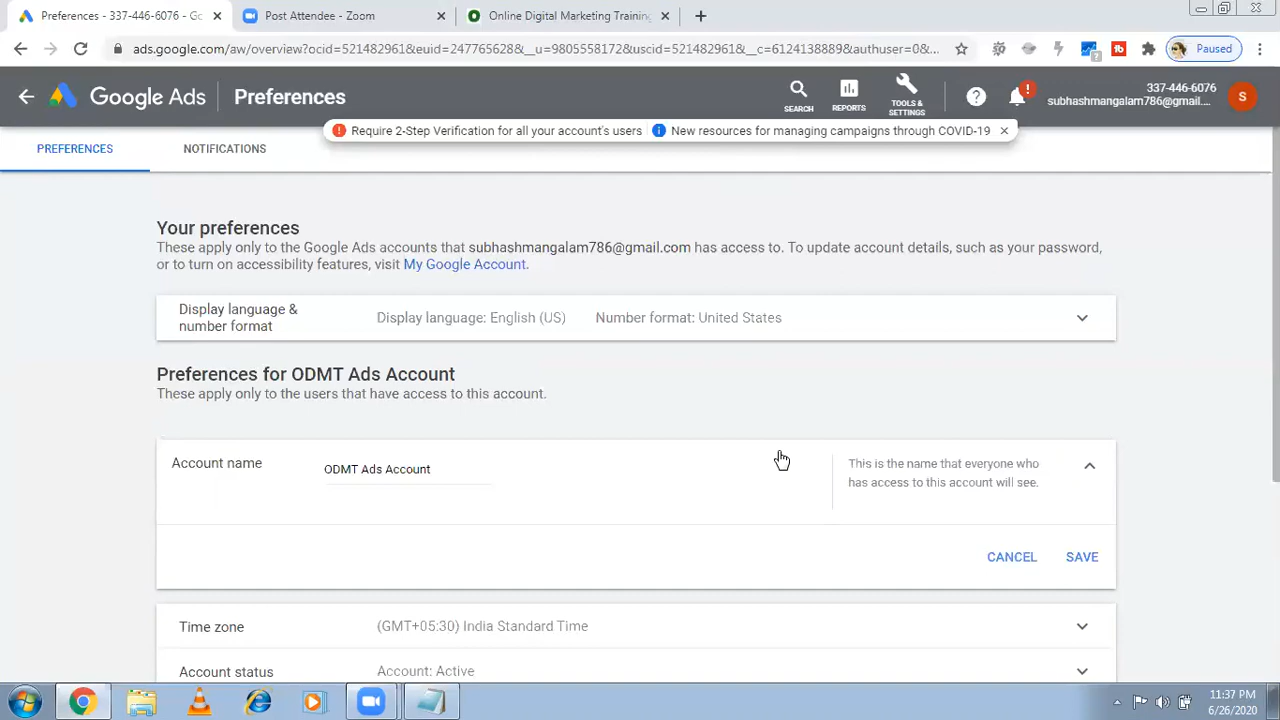 Preferences - 337-446-6076 - Go
Post Attendee - Zoom
Online Digital Marketing Training
ads.google.com/aw/overview?ocid=521482961&euid=247765628&__u=9805558172&uscid=521482961&__c=6124138889&authuser=0&...
Paused
Google Ads
Preferences
SEARCH
REPORTS
TOOLS &
SETTINGS
337-446-6076
subhashmangalam786@gmail....
S
Require 2-Step Verification for all your account's users
New resources for managing campaigns through COVID-19
PREFERENCES
NOTIFICATIONS
Your preferences
These apply only to the Google Ads accounts that subhashmangalam786@gmail.com has access to. To update account details, such as your password,
or to turn on accessibility features, visit My Google Account.
Display language &
number format
Display language: English (US)
Number format: United States
Preferences for ODMT Ads Account
These apply only to the users that have access to this account.
Account name
ODMT Ads Account
This is the name that everyone who
has access to this account will see.
CANCEL
SAVE
Time zone
(GMT+05:30) India Standard Time
Account status
Account: Active
11:37 PM
6/26/2020